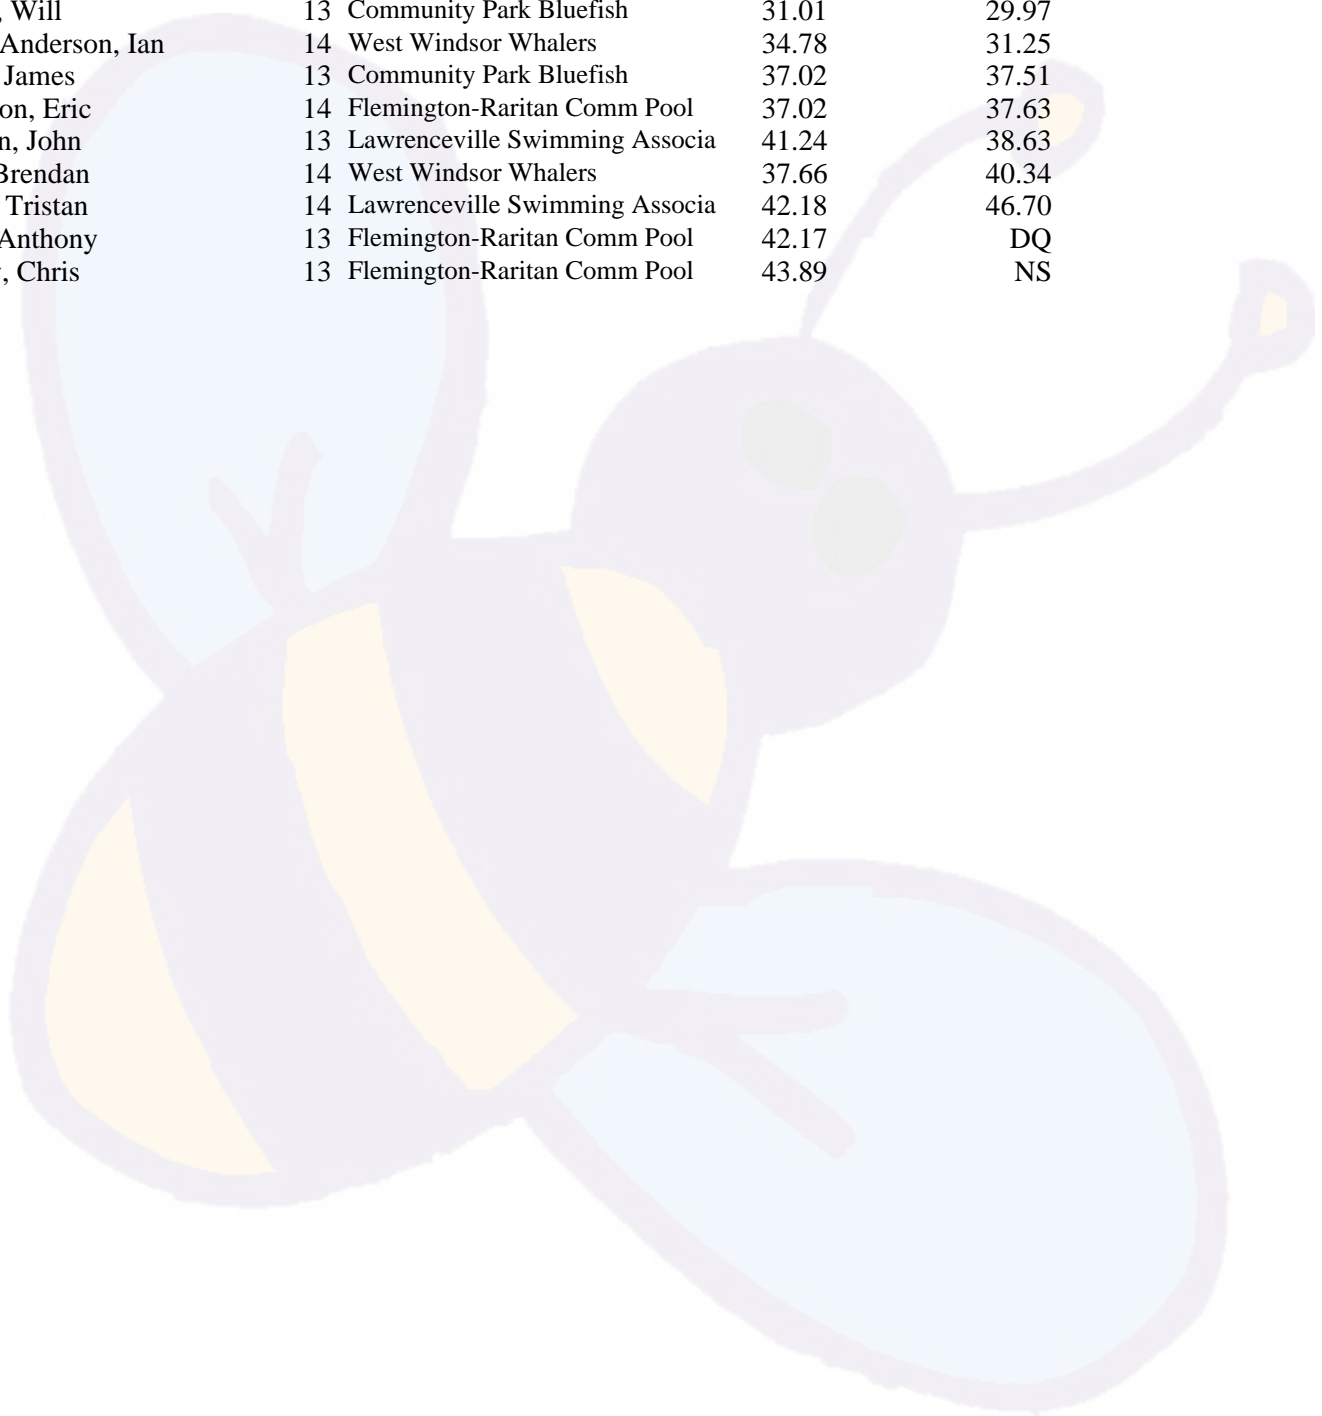 , Will 13 Community Park Bluefish 31.01 29.97
Anderson, Ian 14 West Windsor Whalers 34.78 31.25
James 13 Community Park Bluefish 37.02 37.51
on, Eric 14 Flemington-Raritan Comm Pool 37.02 37.63
n, John 13 Lawrenceville Swimming Associa 41.24 38.63
Brendan 14 West Windsor Whalers 37.66 40.34
Tristan 14 Lawrenceville Swimming Associa 42.18 46.70
Anthony 13 Flemington-Raritan Comm Pool 42.17 DQ
, Chris 13 Flemington-Raritan Comm Pool 43.89 NS